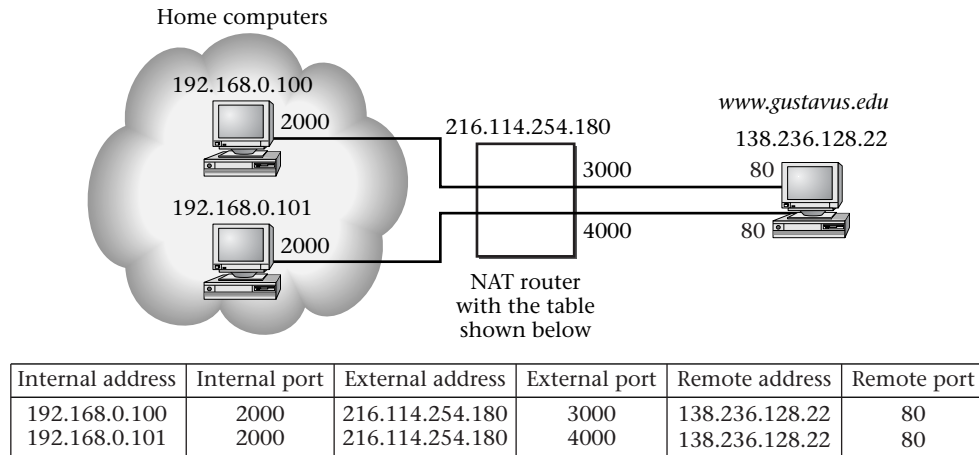 Home computers
192.168.0.100
2000
192.168.0.101
2000
216.114.254.180
3000
4000
NAT router
with the table
shown below
www.gustavus.edu
138.236.128.22
80
80
Internal address Internal port External address External port Remote address Remote port
192.168.0.100 2000 216.114.254.180 3000 138.236.128.22 80
192.168.0.101 2000 216.114.254.180 4000 138.236.128.22 80